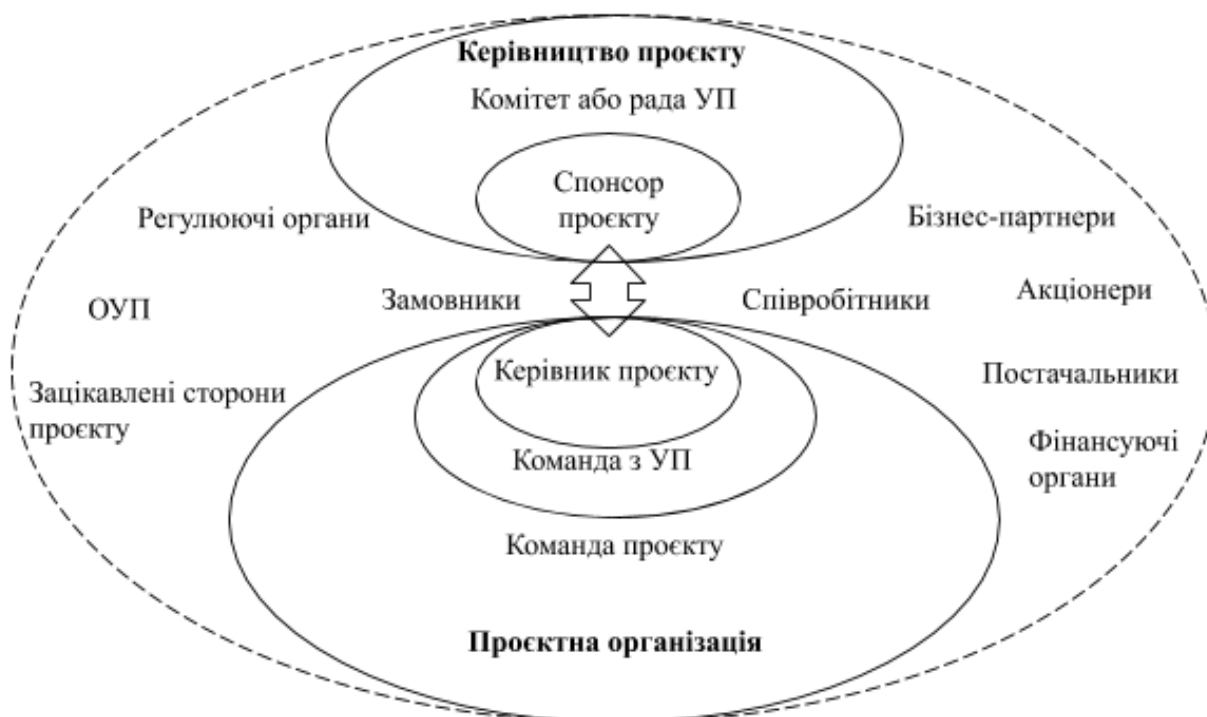 Керівництво проєкту
Комітет або рада УП
Спонсор
проєкту
Регулюючі органи
Бізнес-партнери
ОУП
Замовники
Співробітники
Акціонери
Керівник проєкту
Зацікавлені сторони
проєкту
Постачальники
Команда з УП
Фінансуючі
органи
Команда проєкту
Проєктна організація